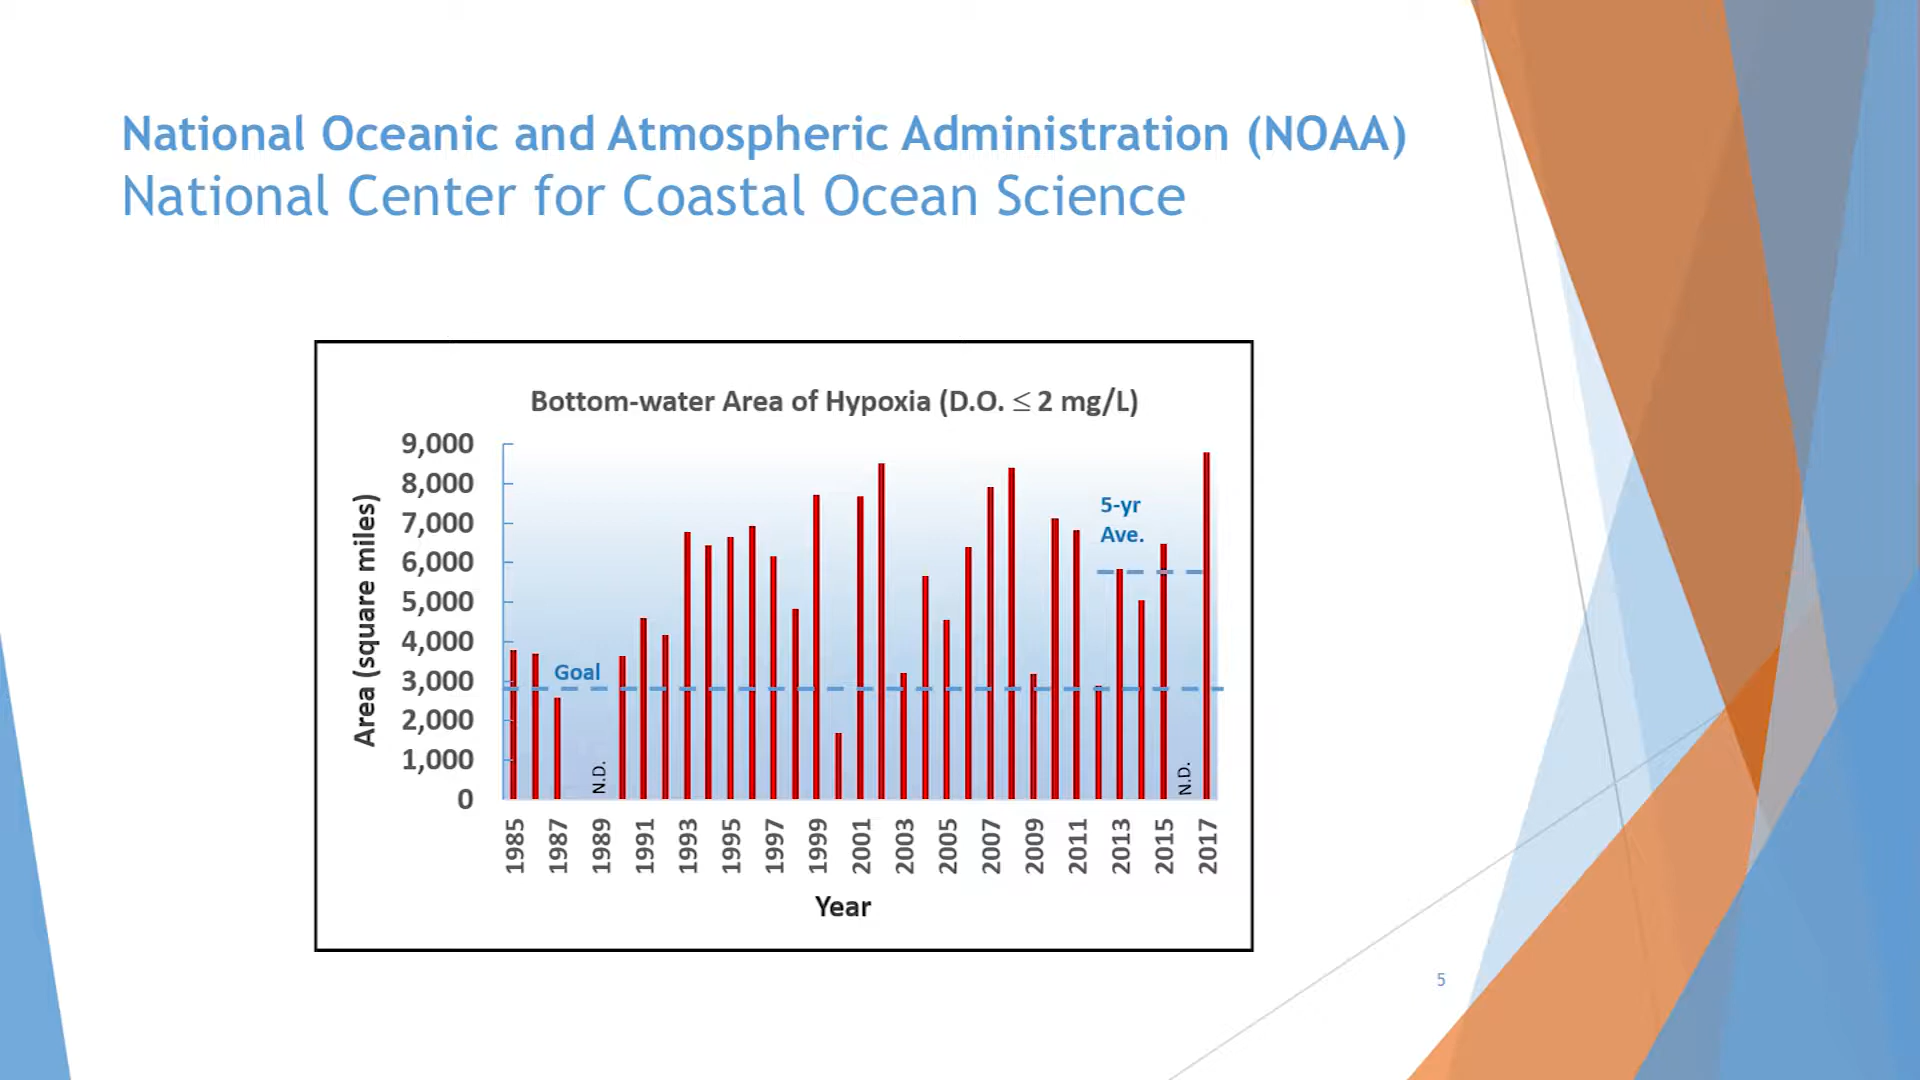 National Oceanic and Atmospheric Administration (NOAA)
National Center for Coastal Ocean Science
Bottom-water Area of Hypoxia (D.O. ≤ 2 mg/L)
Area (square miles)
9,000
8,000
7,000
6,000
5,000
4,000
3,000
2,000
1,000
0
Goal
5-yr
Ave.
N.D.
N.D.
1985
1987
1989
1991
1993
1995
1997
1999
2001
2003
2005
2007
2009
2011
2013
2015
2017
Year
5